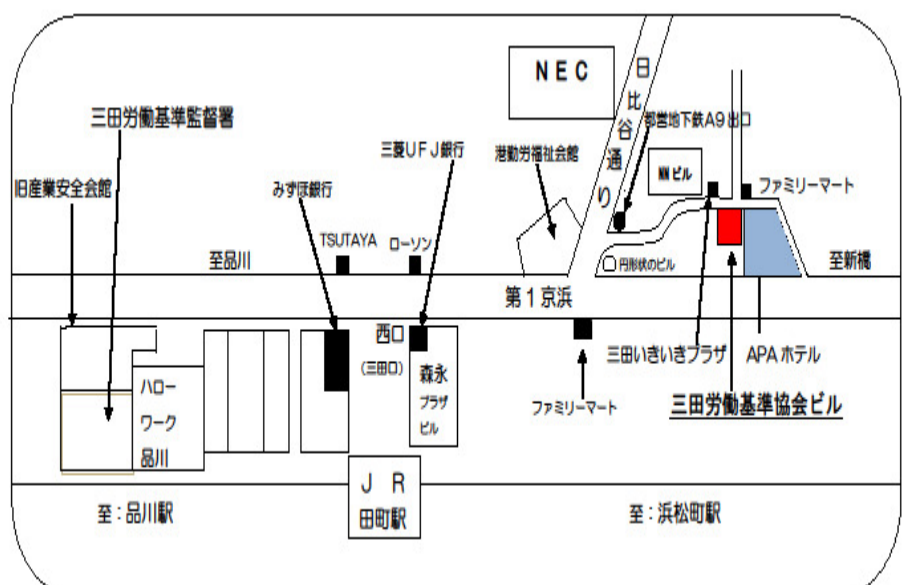 NEC
日比谷通り
三田労働基準監督署
都営地下鉄A9出口
三菱UFJ銀行
港勤労福祉会館
NNビル
旧産業安全会館
みずほ銀行
ファミリーマート
TSUTAYA
ローソン
至品川
円形状のビル
至新橋
第1京浜
西口
(三田口)
三田いきいきプラザ
APAホテル
森永
プラザ
ビル
ハロー
ワーク
品川
ファミリーマート
三田労働基準協会ビル
JR
田町駅
至:品川駅
至:浜松町駅